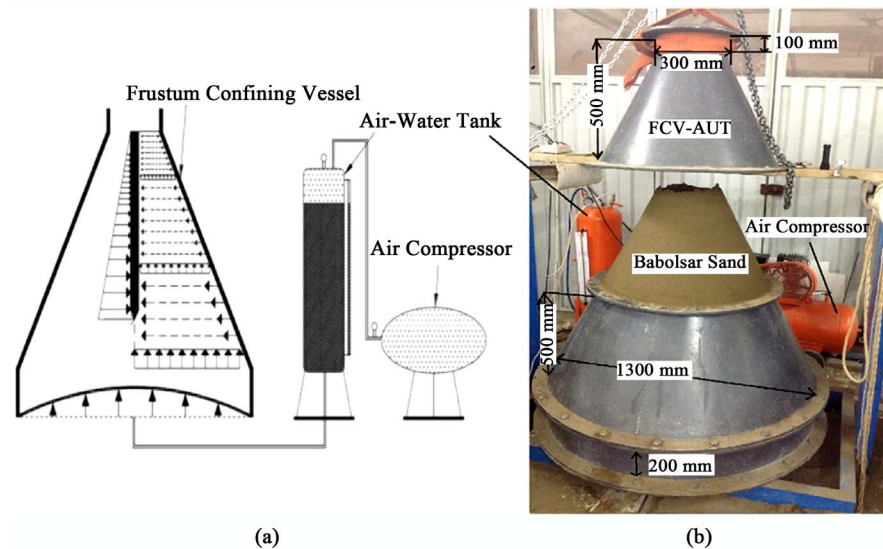 Frustum Confining Vessel
Air-Water Tank
Air Compressor
(a)
100 mm
300 mm
500 mm
FCV-AUT
Air Compressor
Babolsar Sand
500 mm
1300 mm
200 mm
(b)